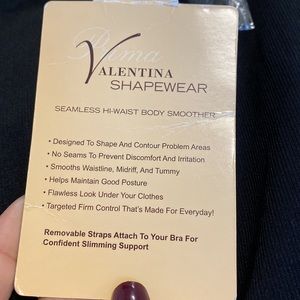 Prima
VALENTINA
SHAPEWEAR
SEAMLESS HI-WAIST BODY SMOOTHER
• Designed To Shape And Contour Problem Areas
• No Seams To Prevent Discomfort And Irritation
• Smooths Waistline, Midriff, And Tummy
• Helps Maintain Good Posture
• Flawless Look Under Your Clothes
• Targeted Firm Control That's Made For Everyday!
Removable Straps Attach To Your Bra For
Confident Slimming Support